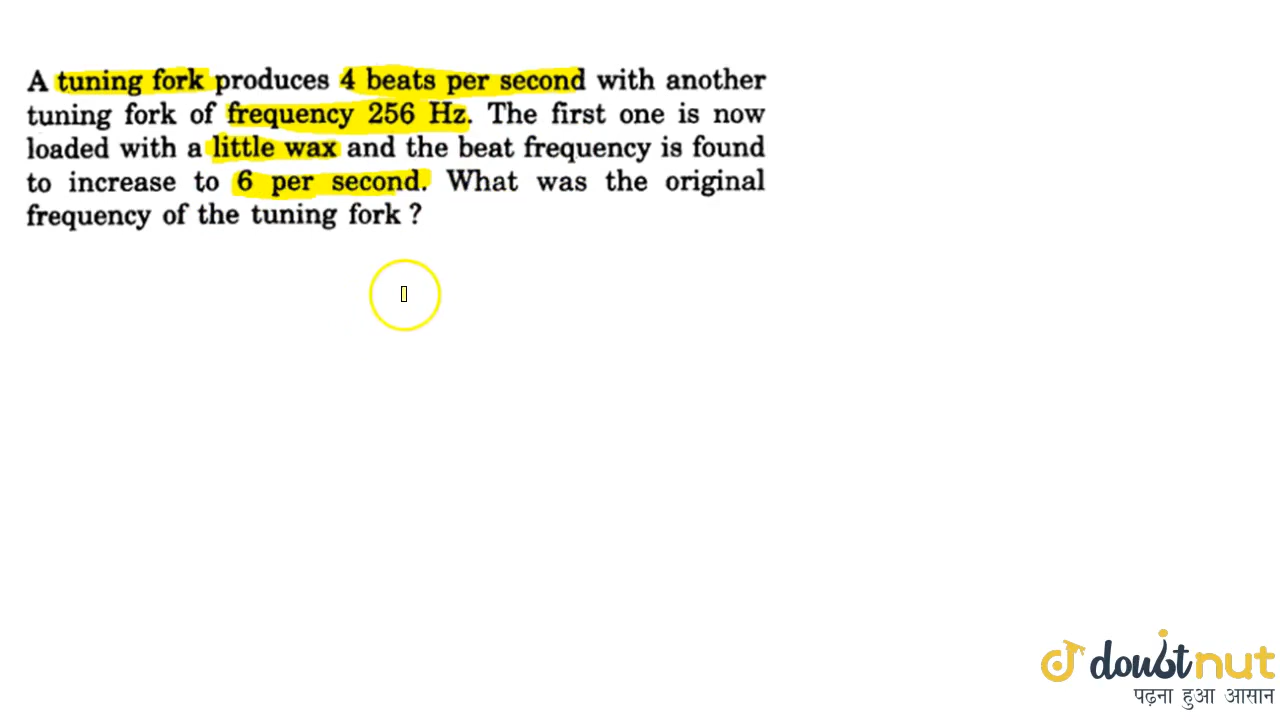 A tuning fork produces 4 beats per second with another
tuning fork of frequency 256 Hz. The first one is now
loaded with a little wax and the beat frequency is found
to increase to 6 per second. What was the original
frequency of the tuning fork ?
doubtnut
पढ़ना हुआ आसान